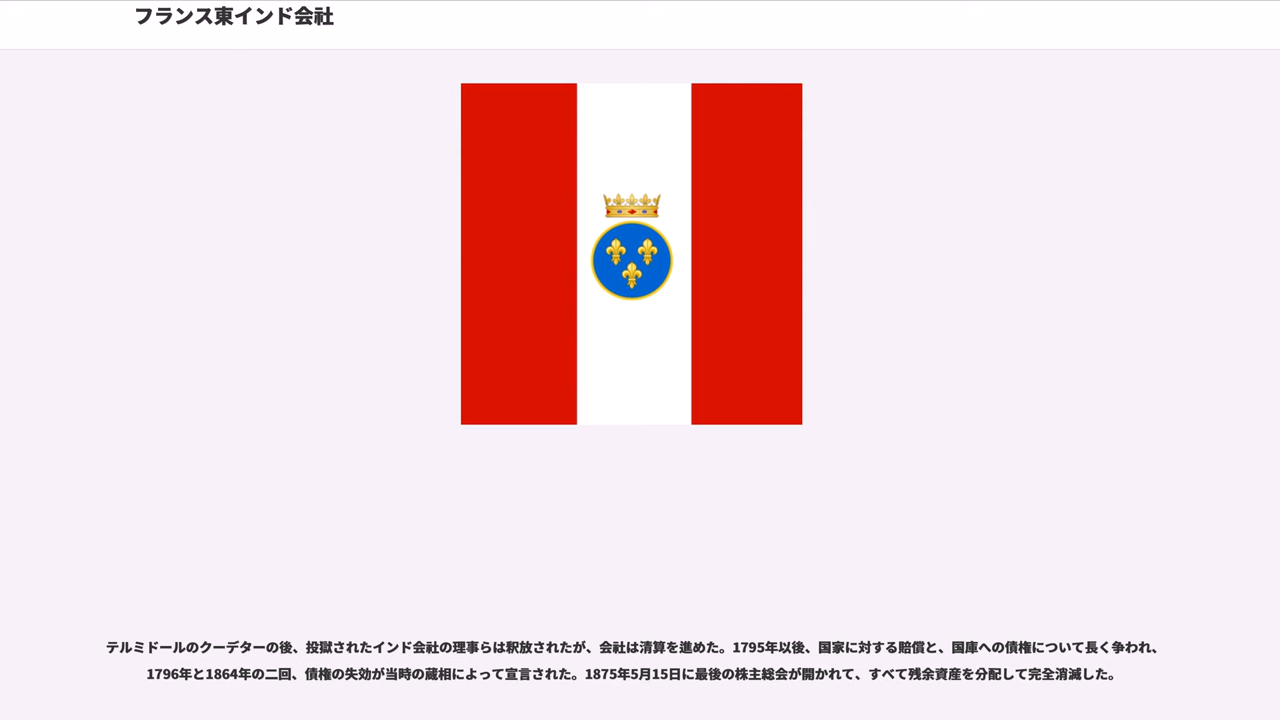 フランス東インド会社
テルミドールのクーデターの後、投獄されたインド会社の理事らは釈放されたが、会社は清算を進めた。1795年以後、国家に対する賠償と、国庫への債権について長く争われ、
1796年と1864年の二回、債権の失効が当時の蔵相によって宣言された。1875年5月15日に最後の株主総会が開かれて、すべて残余資産を分配して完全消滅した。